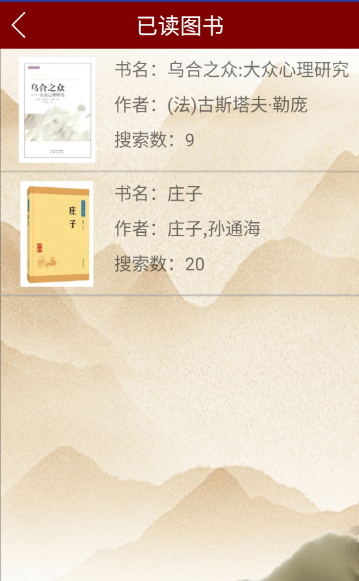 已读图书
书名：乌合之众:大众心理研究
作者：(法)古斯塔夫·勒庞
搜索数：9
乌合之众
书名：庄子
作者：庄子,孙通海
搜索数：20
庄子